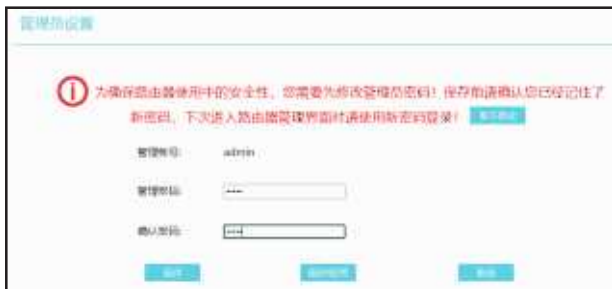 管理员设置
为确保路由器使用中的安全性，您需要为修改管理员密码！保存前请确认您已经记住了
新密码，下次进入路由器管理界面时请使用新密码登录！
管理帐号: admin
管理密码: ••••
确认密码: ••••